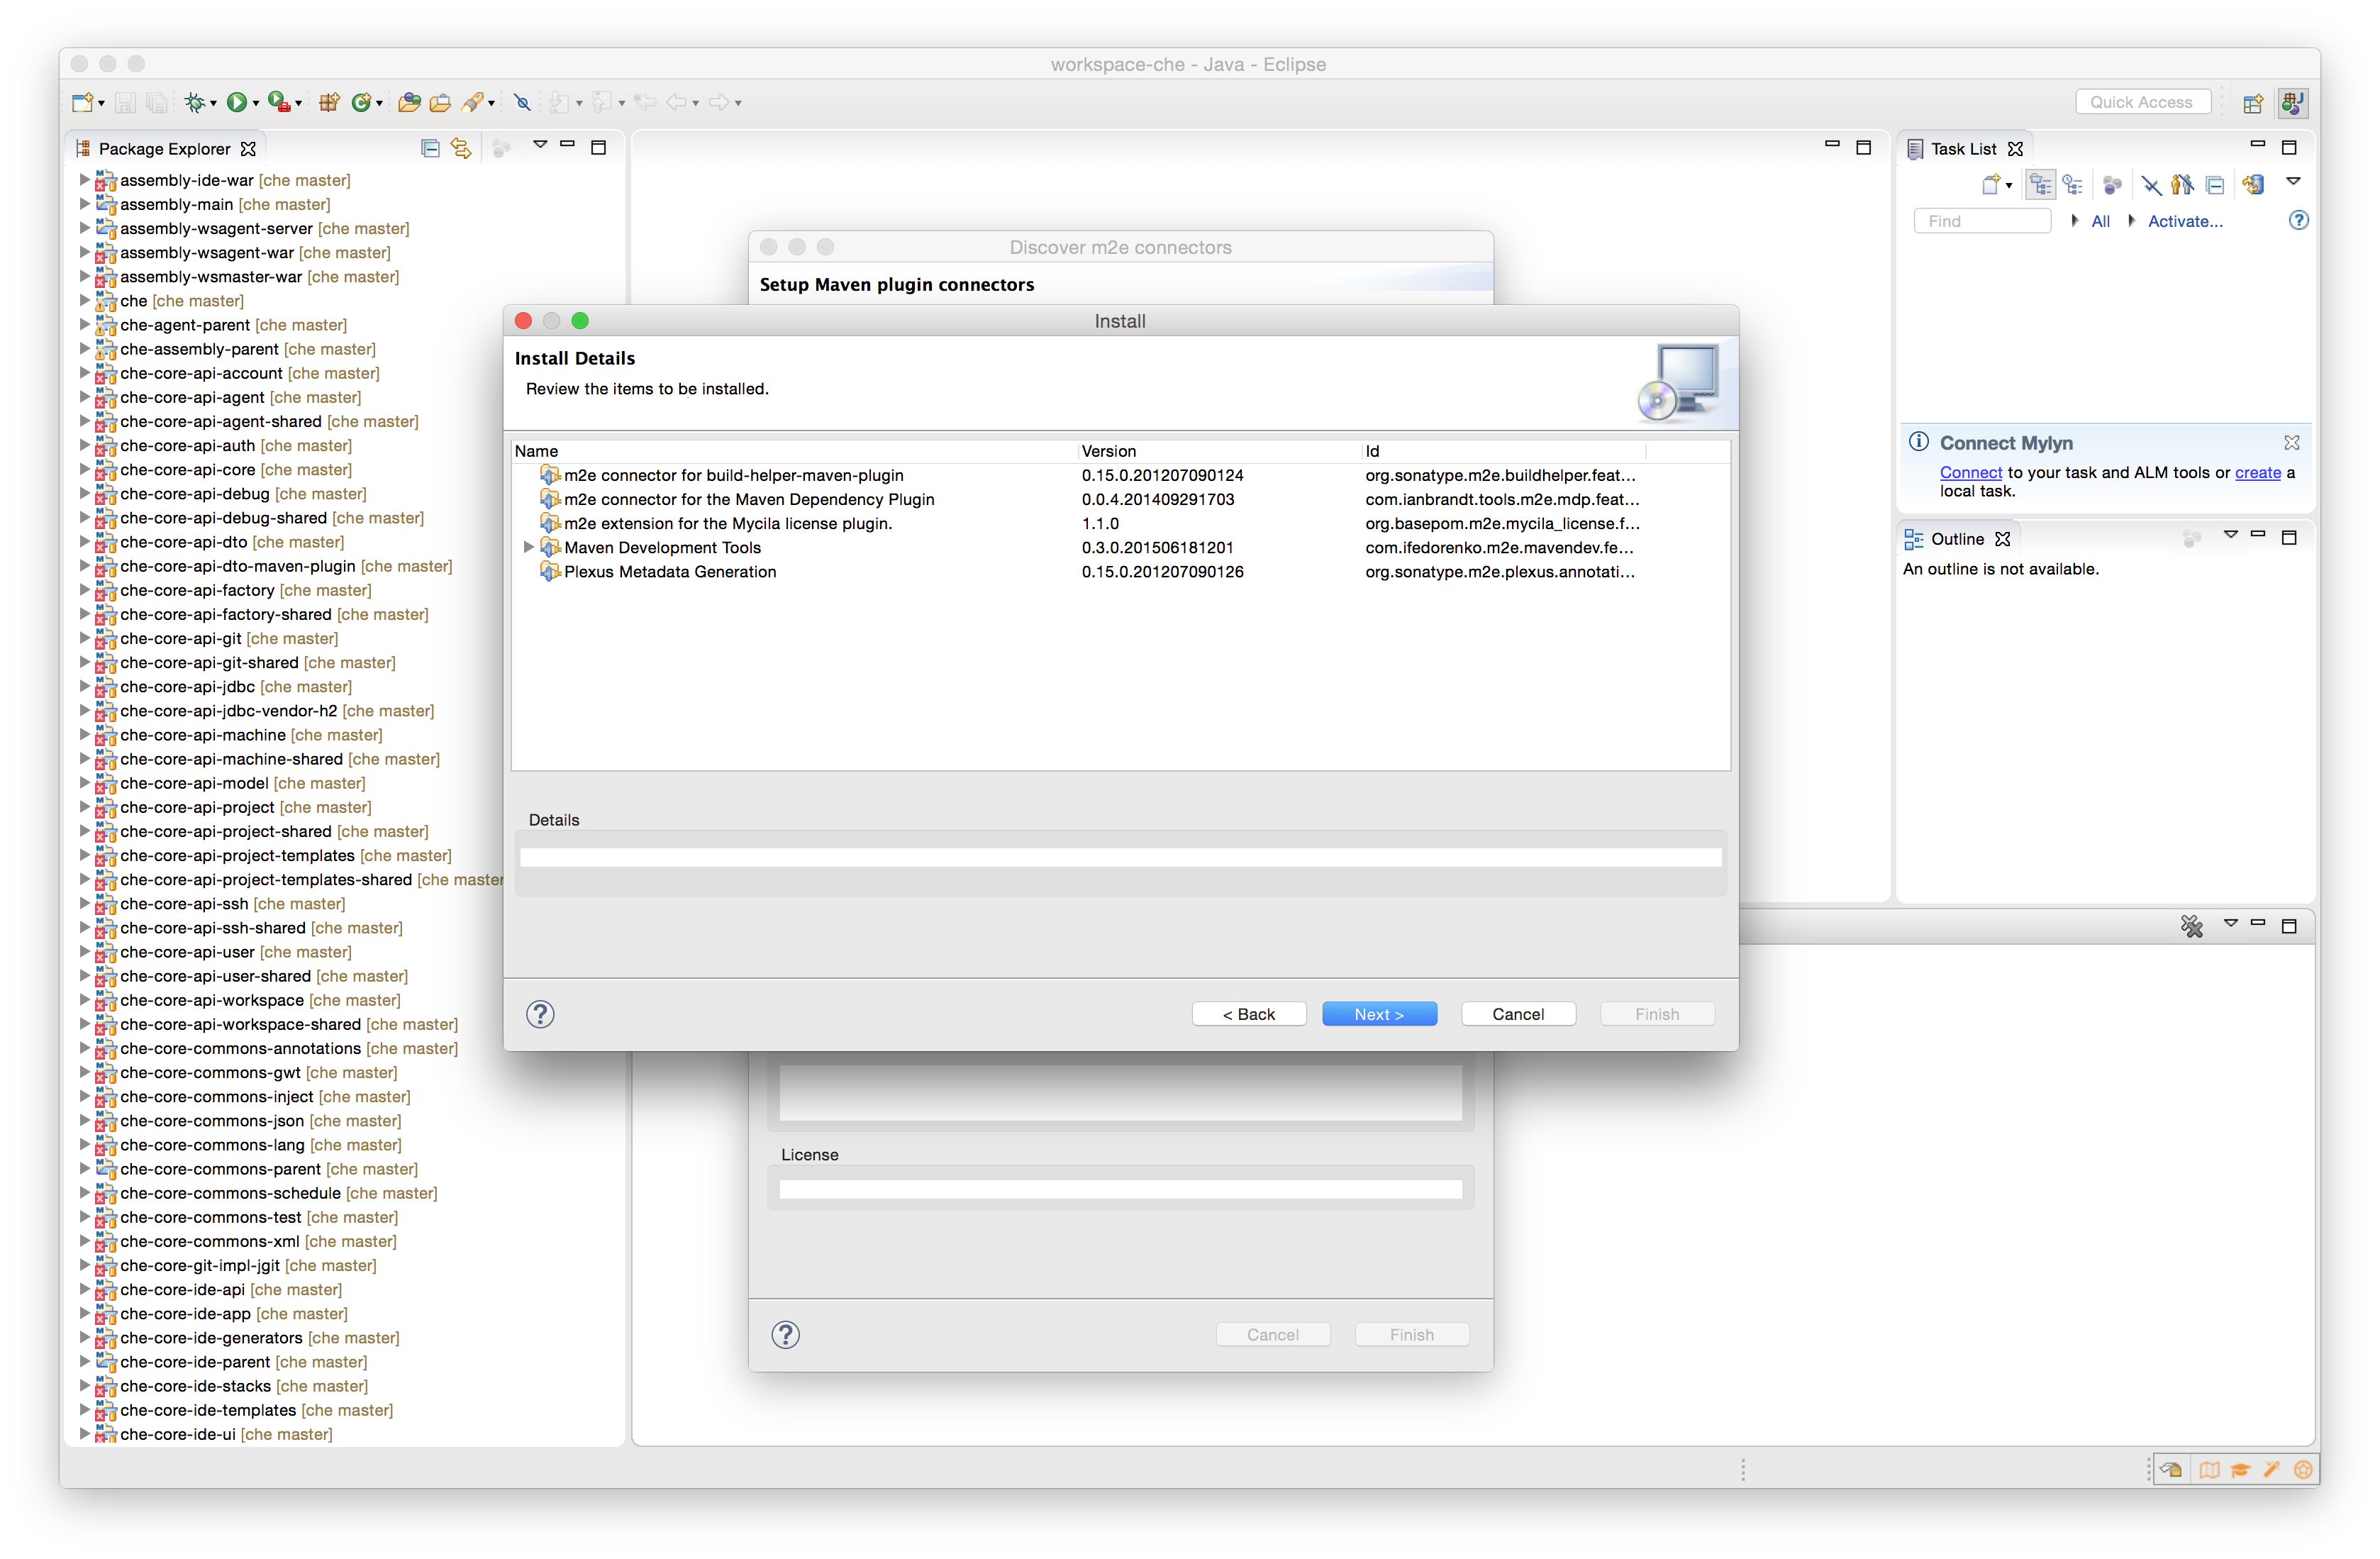 workspace-che - Java - Eclipse
Quick Access
Package Explorer
assembly-ide-war [che master]
assembly-main [che master]
assembly-wsagent-server [che master]
assembly-wsagent-war [che master]
assembly-wsmaster-war [che master]
che [che master]
che-agent-parent [che master]
che-assembly-parent [che master]
che-core-api-account [che master]
che-core-api-agent [che master]
che-core-api-agent-shared [che master]
che-core-api-auth [che master]
che-core-api-core [che master]
che-core-api-debug [che master]
che-core-api-debug-shared [che master]
che-core-api-dto [che master]
che-core-api-dto-maven-plugin [che master]
che-core-api-factory [che master]
che-core-api-factory-shared [che master]
che-core-api-git [che master]
che-core-api-git-shared [che master]
che-core-api-jdbc [che master]
che-core-api-jdbc-vendor-h2 [che master]
che-core-api-machine [che master]
che-core-api-machine-shared [che master]
che-core-api-model [che master]
che-core-api-project [che master]
che-core-api-project-shared [che master]
che-core-api-project-templates [che master]
che-core-api-project-templates-shared [che master
che-core-api-ssh [che master]
che-core-api-ssh-shared [che master]
che-core-api-user [che master]
che-core-api-user-shared [che master]
che-core-api-workspace [che master]
che-core-api-workspace-shared [che master]
che-core-commons-annotations [che master]
che-core-commons-gwt [che master]
che-core-commons-inject [che master]
che-core-commons-json [che master]
che-core-commons-lang [che master]
che-core-commons-parent [che master]
che-core-commons-schedule [che master]
che-core-commons-test [che master]
che-core-commons-xml [che master]
che-core-git-impl-jgit [che master]
che-core-ide-api [che master]
che-core-ide-app [che master]
che-core-ide-generators [che master]
che-core-ide-parent [che master]
che-core-ide-stacks [che master]
che-core-ide-templates [che master]
che-core-ide-ui [che master]
Discover m2e connectors
Setup Maven plugin connectors
Install
Install Details
Review the items to be installed.
Name Version Id
m2e connector for build-helper-maven-plugin 0.15.0.201207090124 org.sonatype.m2e.buildhelper.feat...
m2e connector for the Maven Dependency Plugin 0.0.4.201409291703 com.ianbrandt.tools.m2e.mdp.feat...
m2e extension for the Mycila license plugin. 1.1.0 org.basepom.m2e.mycila_license.f...
Maven Development Tools 0.3.0.201506181201 com.ifedorenko.m2e.mavendev.fe...
Plexus Metadata Generation 0.15.0.201207090126 org.sonatype.m2e.plexus.annotati...
Details
< Back Next > Cancel Finish
License
Cancel Finish
Task List
Find All Activate...
Connect Mylyn
Connect to your task and ALM tools or create a
local task.
Outline
An outline is not available.